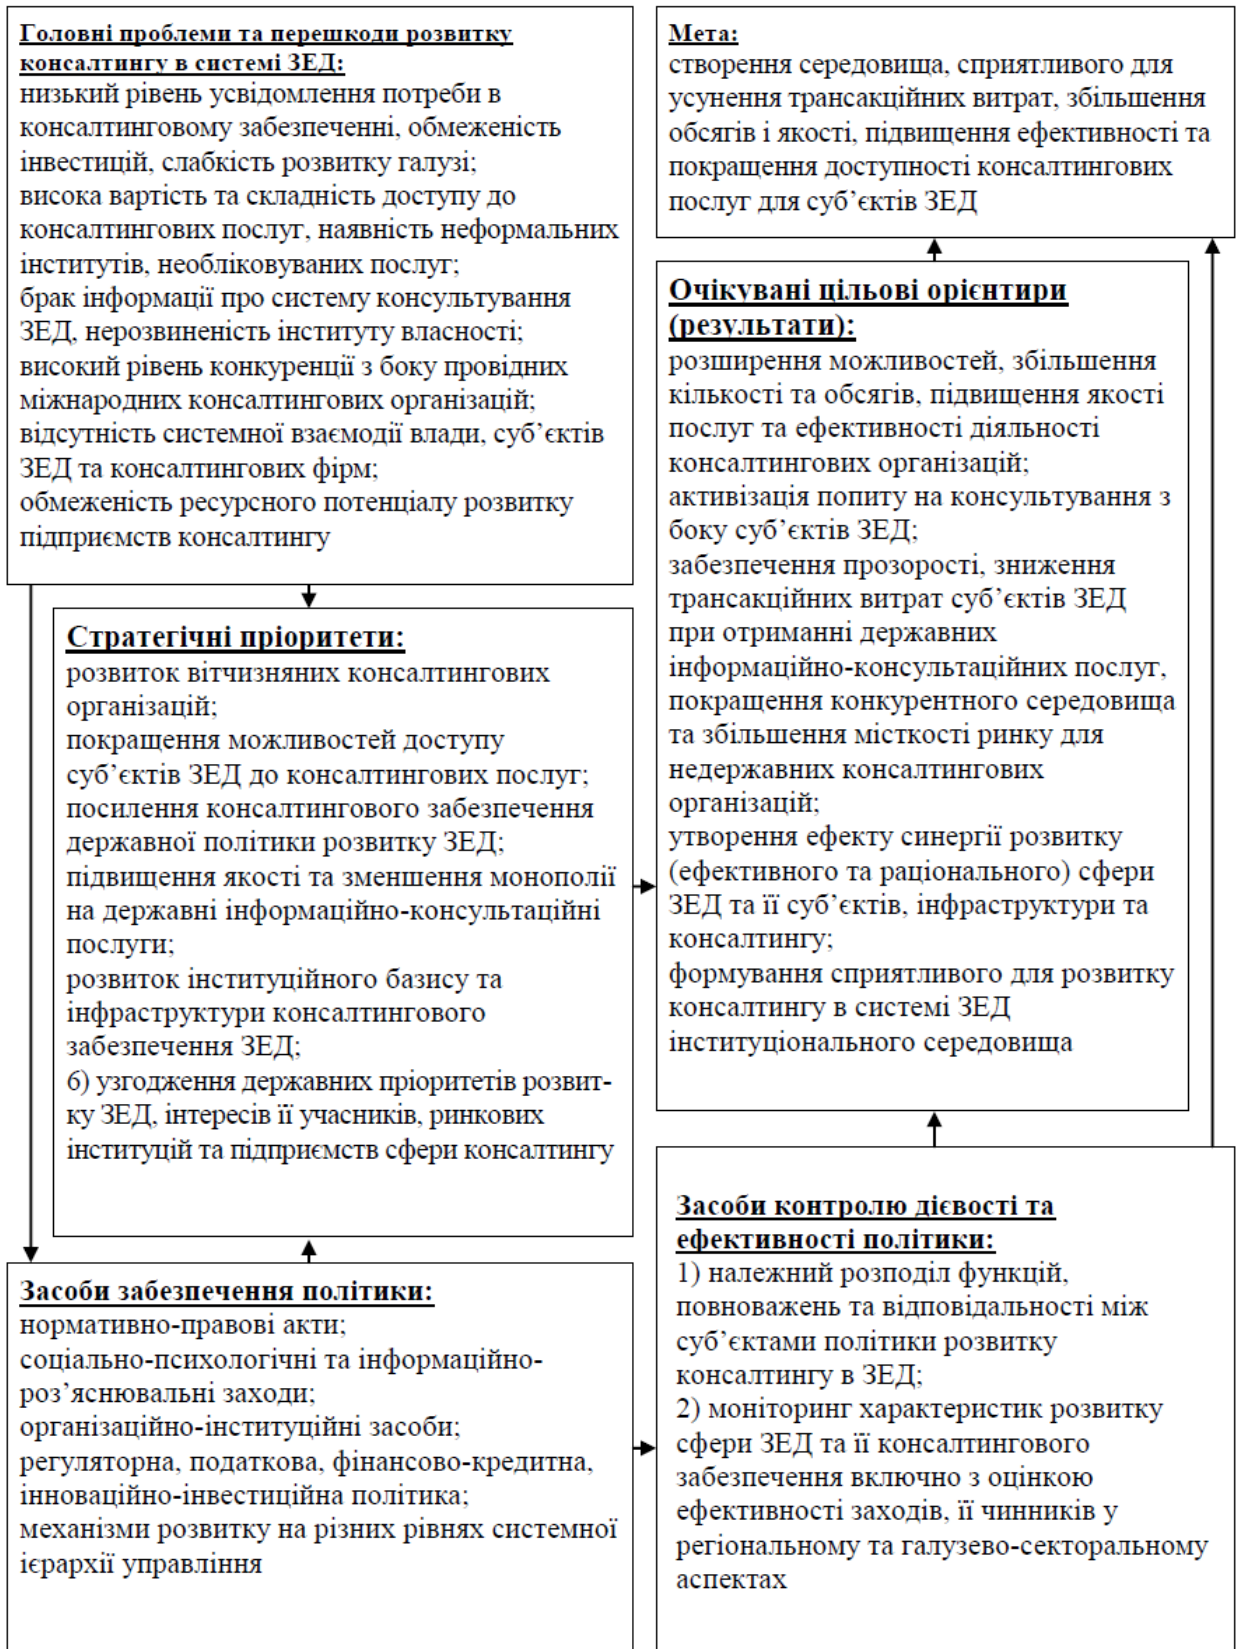 Головні проблеми та перешкоди розвитку
консалтингу в системі ЗЕД:
низький рівень усвідомлення потреби в
консалтинговому забезпеченні, обмеженість
інвестицій, слабкість розвитку галузі;
висока вартість та складність доступу до
консалтингових послуг, наявність неформальних
інститутів, необліковуваних послуг;
брак інформації про систему консультування
ЗЕД, нерозвиненість інституту власності;
високий рівень конкуренції з боку провідних
міжнародних консалтингових організацій;
відсутність системної взаємодії влади, суб’єктів
ЗЕД та консалтингових фірм;
обмеженість ресурсного потенціалу розвитку
підприємств консалтингу
Стратегічні пріоритети:
розвиток вітчизняних консалтингових
організацій;
покращення можливостей доступу
суб’єктів ЗЕД до консалтингових послуг;
посилення консалтингового забезпечення
державної політики розвитку ЗЕД;
підвищення якості та зменшення монополії
на державні інформаційно-консультаційні
послуги;
розвиток інституційного базису та
інфраструктури консалтингового
забезпечення ЗЕД;
6) узгодження державних пріоритетів розвит-
ку ЗЕД, інтересів її учасників, ринкових
інституцій та підприємств сфери консалтингу
Засоби забезпечення політики:
нормативно-правові акти;
соціально-психологічні та інформаційно-
роз’яснювальні заходи;
організаційно-інституційні засоби;
регуляторна, податкова, фінансово-кредитна,
інноваційно-інвестиційна політика;
механізми розвитку на різних рівнях системної
ієрархії управління
Мета:
створення середовища, сприятливого для
усунення трансакційних витрат, збільшення
обсягів і якості, підвищення ефективності та
покращення доступності консалтингових
послуг для суб’єктів ЗЕД
Очікувані цільові орієнтири
(результати):
розширення можливостей, збільшення
кількості та обсягів, підвищення якості
послуг та ефективності діяльності
консалтингових організацій;
активізація попиту на консультування з
боку суб’єктів ЗЕД;
забезпечення прозорості, зниження
трансакційних витрат суб’єктів ЗЕД
при отриманні державних
інформаційно-консультаційних послуг,
покращення конкурентного середовища
та збільшення місткості ринку для
недержавних консалтингових
організацій;
утворення ефекту синергії розвитку
(ефективного та раціонального) сфери
ЗЕД та її суб’єктів, інфраструктури та
консалтингу;
формування сприятливого для розвитку
консалтингу в системі ЗЕД
інституціонального середовища
Засоби контролю дієвості та
ефективності політики:
1) належний розподіл функцій,
повноважень та відповідальності між
суб’єктами політики розвитку
консалтингу в ЗЕД;
2) моніторинг характеристик розвитку
сфери ЗЕД та її консалтингового
забезпечення включно з оцінкою
ефективності заходів, її чинників у
регіональному та галузево-секторальному
аспектах